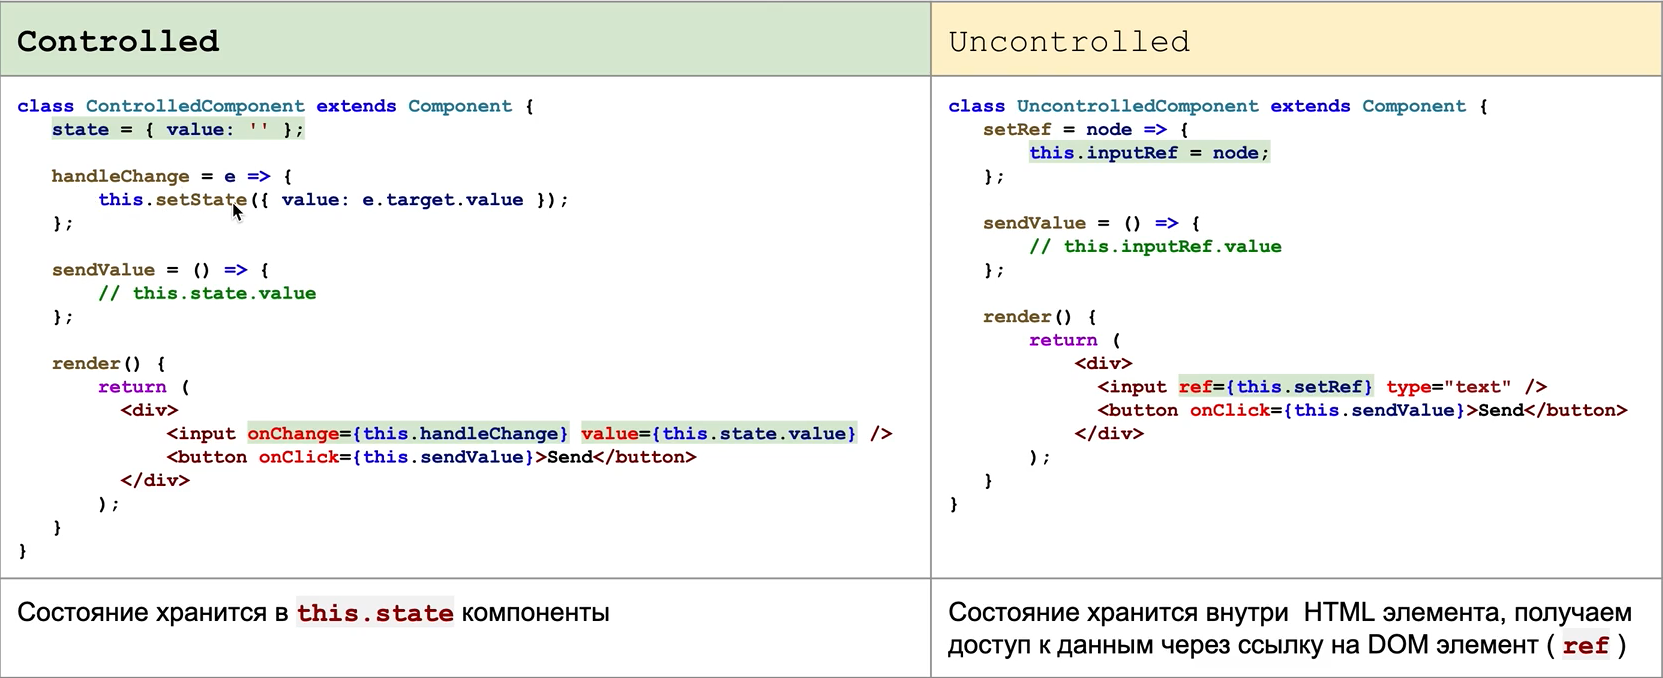 Controlled
class ControlledComponent extends Component {
state = { value: '' };
handleChange = e => {
this.setState({ value: e.target.value });
};
sendValue = () => {
// this.state.value
};
render() {
return (
<div>
<input onChange={this.handleChange} value={this.state.value} />
<button onClick={this.sendValue}>Send</button>
</div>
);
}
}
Состояние хранится в this.state компоненты
Uncontrolled
class UncontrolledComponent extends Component {
setRef = node => {
this.inputRef = node;
};
sendValue = () => {
// this.inputRef.value
};
render() {
return (
<div>
<input ref={this.setRef} type="text" />
<button onClick={this.sendValue}>Send</button>
</div>
);
}
}
Состояние хранится внутри HTML элемента, получаем
доступ к данным через ссылку на DOM элемент ( ref )